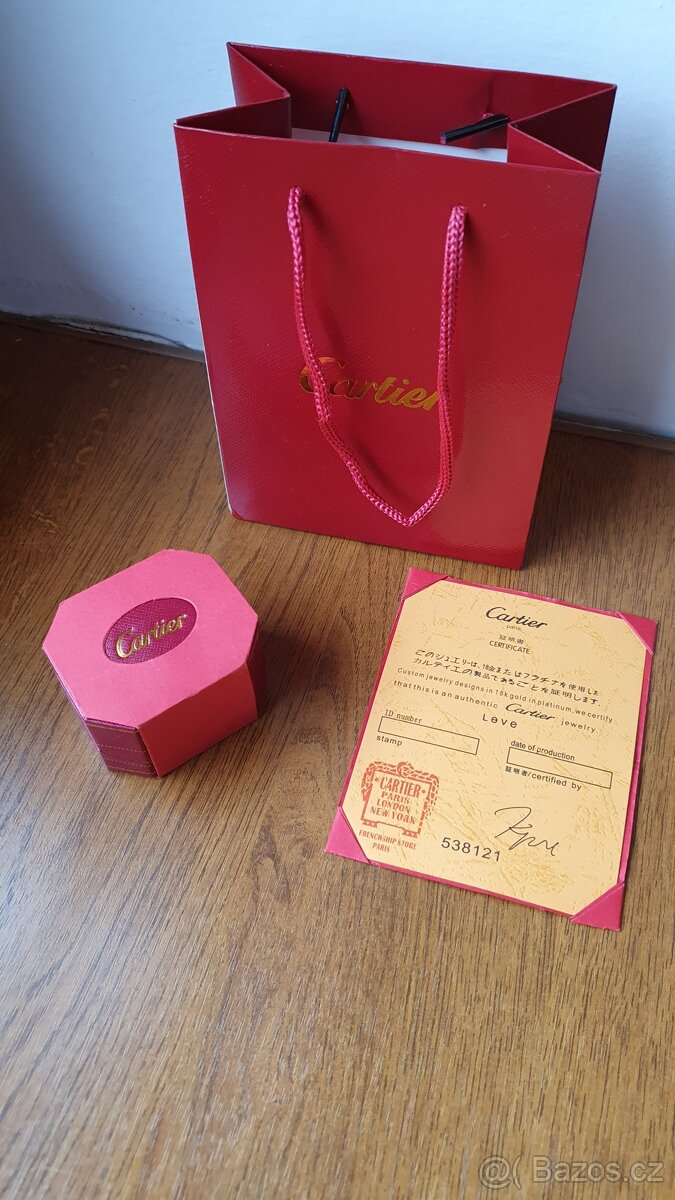 Cartier
Cartier
Cartier
paris
証明書
CERTIFICATE
このジュエリーは、18金またはプラチナを使用した
カルティエの製品であることを証明します。
Custom jewelry designs in 18k gold in platinum, we certify
that this is an authentic Cartier jewelry.
Love
ID number
date of production
stamp
証明者/certified by
CARTIER
PARIS
LONDON
NEW YORK
FRENCHSHIP STORE
PARIS
538121
@( Bazos.cz